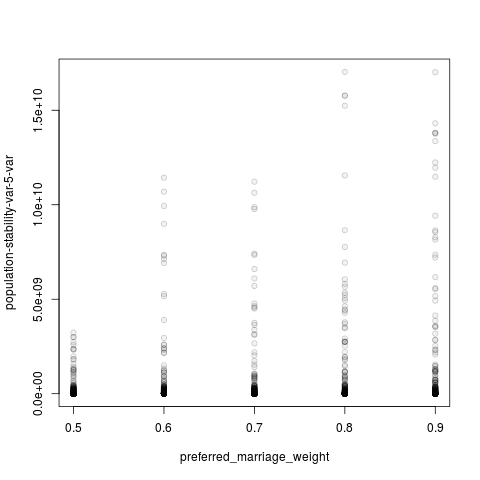 population-stability-var-5-var
1.5e+10
1.0e+10
5.0e+09
0.0e+00
0.5 0.6 0.7 0.8 0.9
preferred_marriage_weight